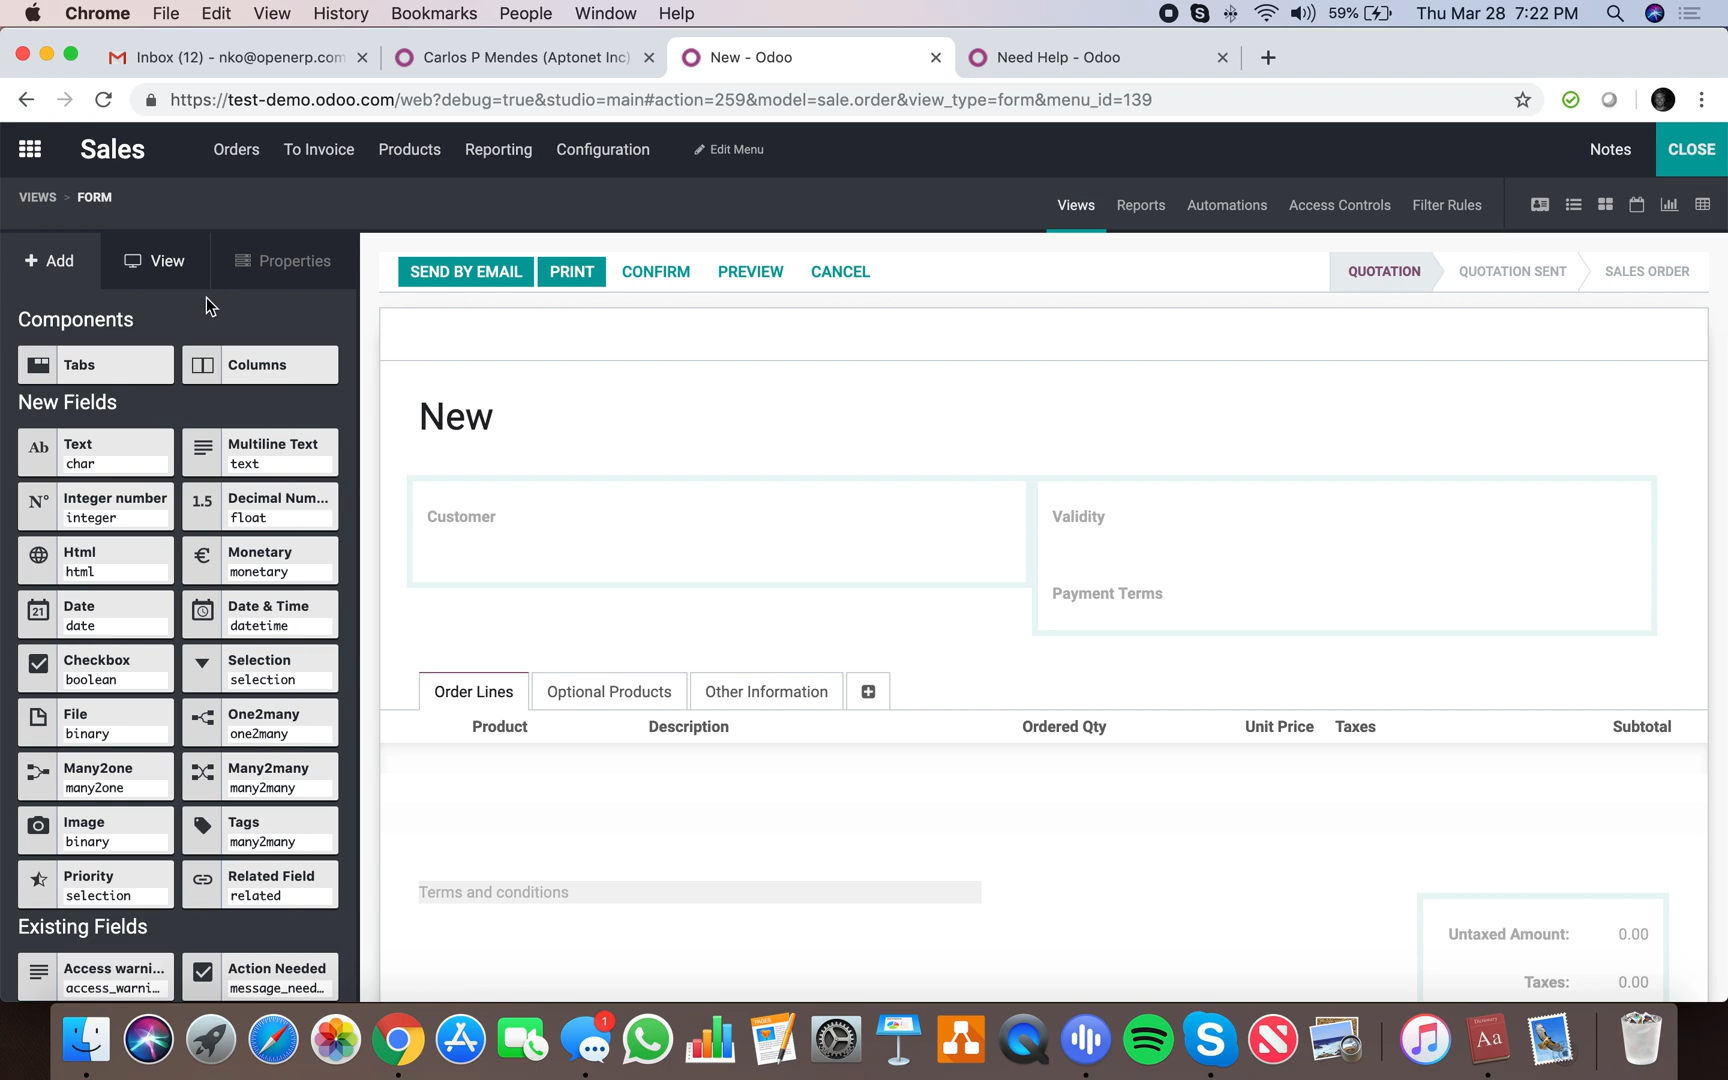 Chrome File Edit View History Bookmarks People Window Help 59% Thu Mar 28 7:22 PM
Inbox (12) - nko@openerp.com Carlos P Mendes (Aptonet Inc) New - Odoo Need Help - Odoo
https://test-demo.odoo.com/web?debug=true&studio=main#action=259&model=sale.order&view_type=form&menu_id=139
Sales Orders To Invoice Products Reporting Configuration Edit Menu Notes CLOSE
VIEWS > FORM Views Reports Automations Access Controls Filter Rules
+ Add View Properties
SEND BY EMAIL PRINT CONFIRM PREVIEW CANCEL QUOTATION QUOTATION SENT SALES ORDER
Components
Tabs Columns
New Fields
Ab Text Multiline Text
char text
N° Integer number 1.5 Decimal Num...
integer float
Html € Monetary
html monetary
21 Date Date & Time
date datetime
Checkbox Selection
boolean selection
File One2many
binary one2many
Many2one Many2many
many2one many2many
Image Tags
binary many2many
Priority Related Field
selection related
Existing Fields
Access warni... Action Needed
access_warni... message_need...
New
Customer Validity
Payment Terms
Order Lines Optional Products Other Information
Product Description Ordered Qty Unit Price Taxes Subtotal
Terms and conditions
Untaxed Amount: 0.00
Taxes: 0.00
1
Aa